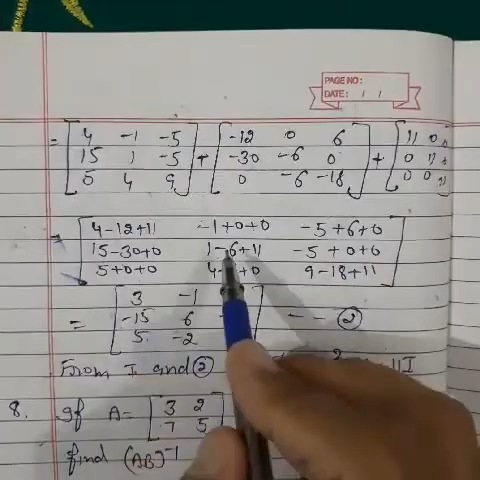 PAGE NO:
DATE: / /
= [ 4 -1 -5 ] + [ -12 0 6 ] + [ 11 0
15 1 -5 -30 -6 0 0 11
5 4 9 0 -6 -18 0 0 11
= [ 4-12+11 -1+0+0 -5+6+0 ]
15-30+0 1-6+11 -5+0+0
5+0+0 4- +0 9-18+11
= [ 3 -1
-15 6
5 -2 ] -- ②
From I and ② 11I
8. If A = [ 3 2
7 5
find (AB)⁻¹